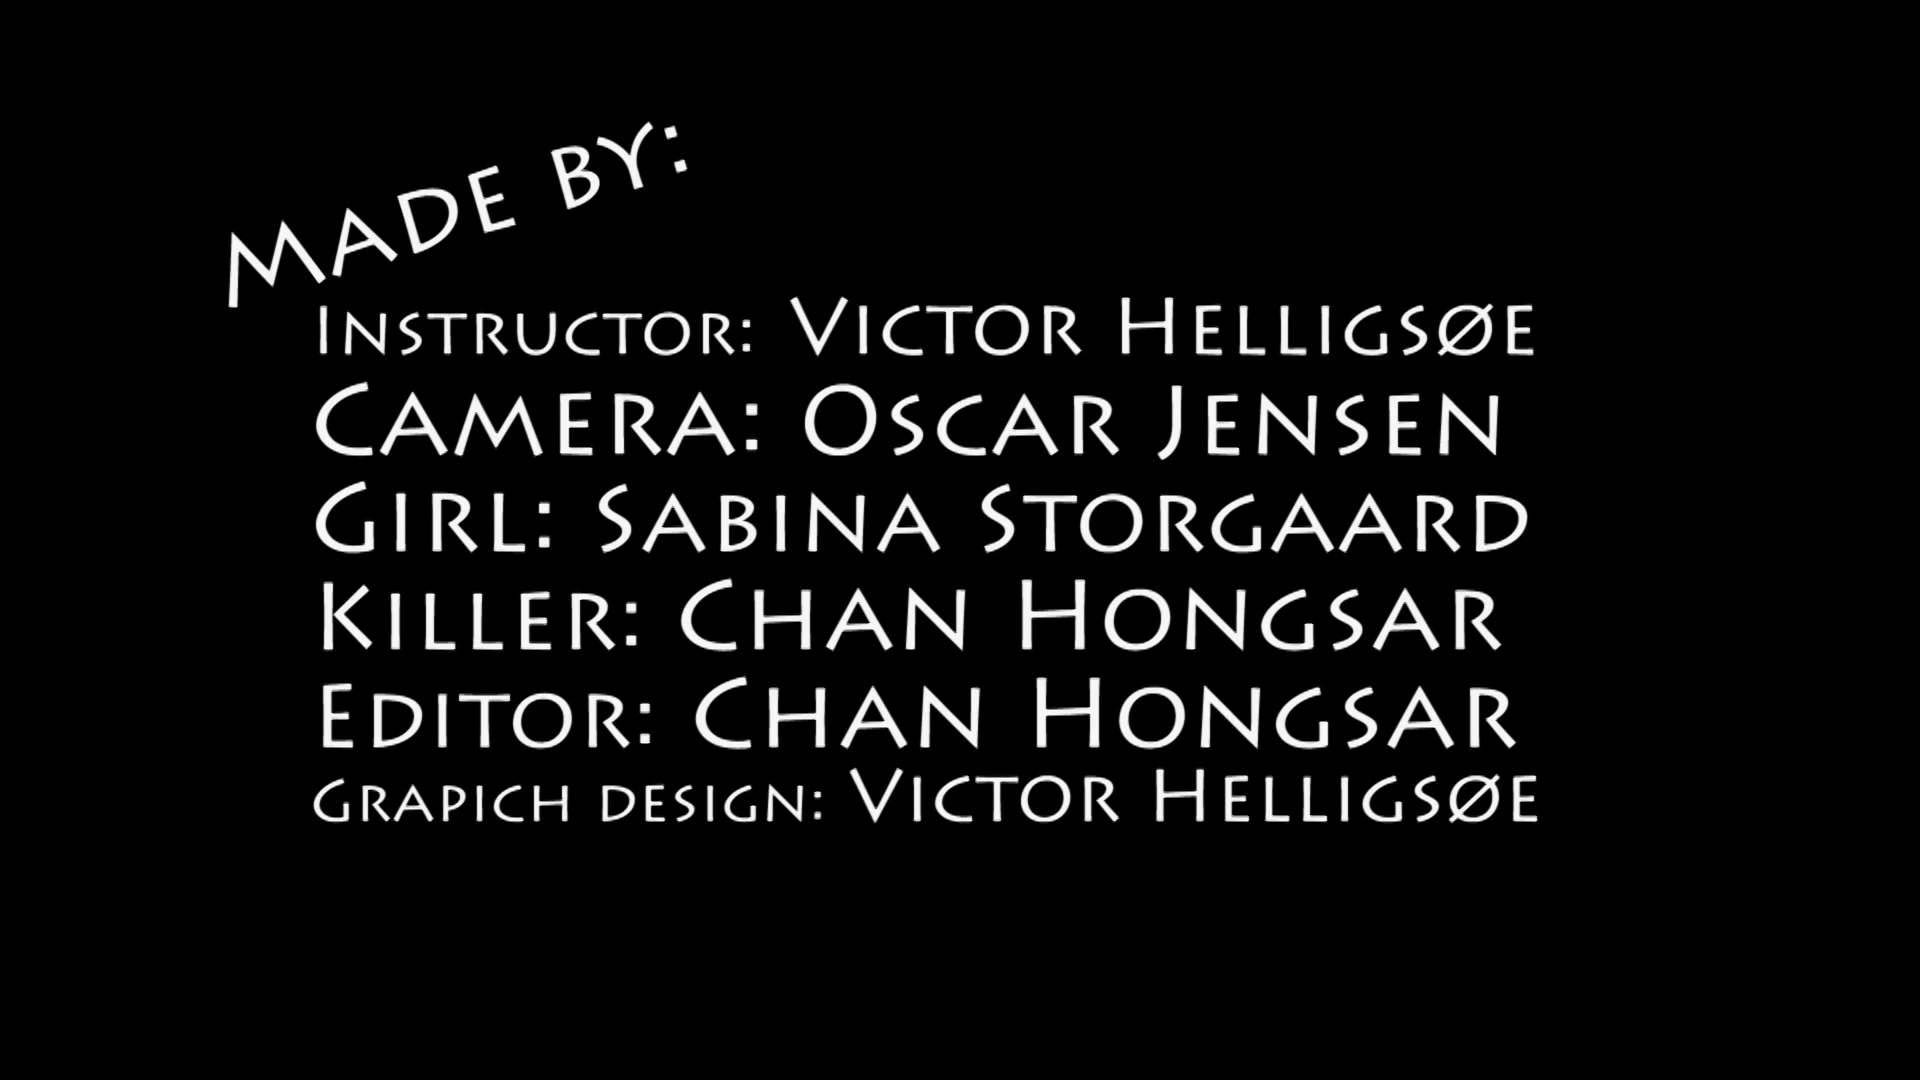 Made by:
Instructor: Victor Helligsøe
Camera: Oscar Jensen
Girl: Sabina Storgaard
Killer: Chan Hongsar
Editor: Chan Hongsar
Grapich design: Victor Helligsøe